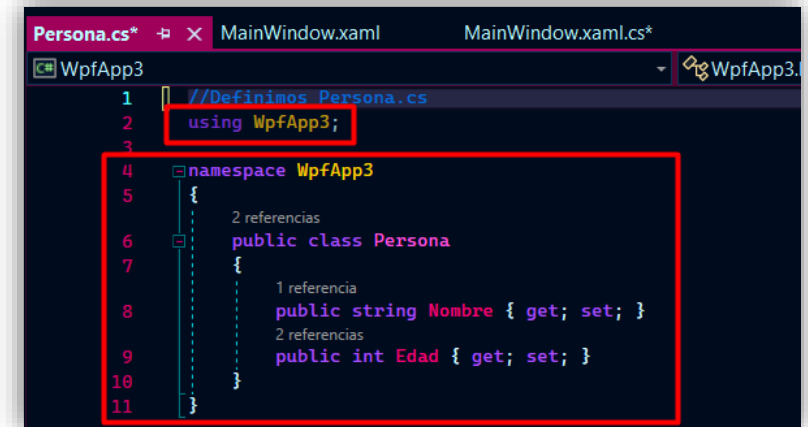 Persona.cs* MainWindow.xaml MainWindow.xaml.cs*
C# WpfApp3 WpfApp3.
1 //Definimos Persona.cs
2 using WpfApp3;
3
4 namespace WpfApp3
5 {
2 referencias
6 public class Persona
7 {
1 referencia
8 public string Nombre { get; set; }
2 referencias
9 public int Edad { get; set; }
10 }
11 }